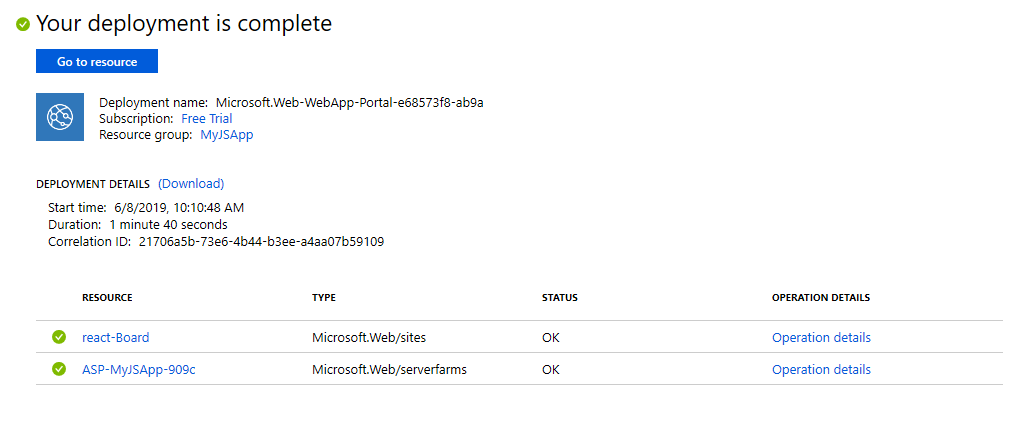 Your deployment is complete
Go to resource
Deployment name: Microsoft.Web-WebApp-Portal-e68573f8-ab9a
Subscription: Free Trial
Resource group: MyJSApp
DEPLOYMENT DETAILS (Download)
Start time: 6/8/2019, 10:10:48 AM
Duration: 1 minute 40 seconds
Correlation ID: 21706a5b-73e6-4b44-b3ee-a4aa07b59109
RESOURCE TYPE STATUS OPERATION DETAILS
react-Board Microsoft.Web/sites OK Operation details
ASP-MyJSApp-909c Microsoft.Web/serverfarms OK Operation details